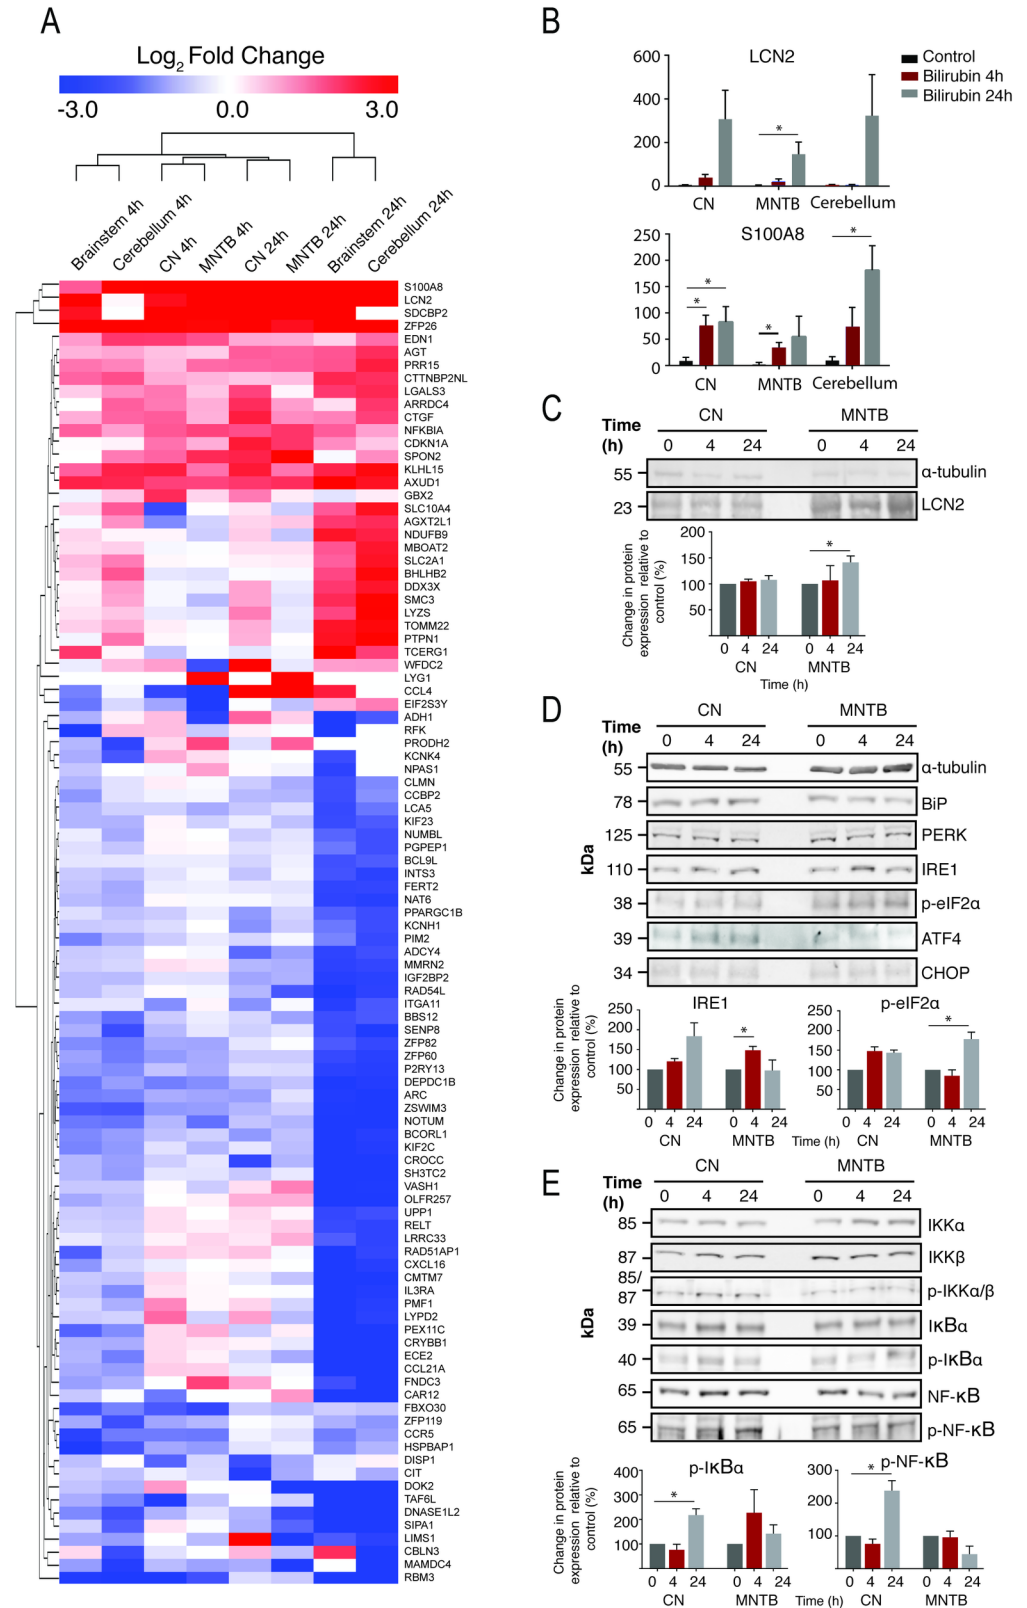 A
Log2 Fold Change
-3.0 0.0 3.0
Brainstem 4h
Cerebellum 4h
CN 4h
MNTB 4h
CN 24h
MNTB 24h
Brainstem 24h
Cerebellum 24h
S100A8
LCN2
SDCBP2
ZFP26
EDN1
AGT
PRR15
CTTNBP2NL
LGALS3
ARRDC4
CTGF
NFKBIA
CDKN1A
SPON2
KLHL15
AXUD1
GBX2
SLC10A4
AGXT2L1
NDUFB9
MBOAT2
SLC2A1
BHLHB2
DDX3X
SMC3
LYZS
TOMM22
PTPN1
TCERG1
WFDC2
LYG1
CCL4
EIF2S3Y
ADH1
RFK
PRODH2
KCNK4
NPAS1
CLMN
CCBP2
LCA5
KIF23
NUMBL
PGPEP1
BCL9L
INTS3
FERT2
NAT6
PPARGC1B
KCNH1
PIM2
ADCY4
MMRN2
IGF2BP2
RAD54L
ITGA11
BBS12
SENP8
ZFP82
ZFP60
P2RY13
DEPDC1B
ARC
ZSWIM3
NOTUM
BCORL1
KIF2C
CROCC
SH3TC2
VASH1
OLFR257
UPP1
RELT
LRRC33
RAD51AP1
CXCL16
CMTM7
IL3RA
PMF1
LYPD2
PEX11C
CRYBB1
ECE2
CCL21A
FNDC3
CAR12
FBXO30
ZFP119
CCR5
HSPBAP1
DISP1
CIT
DOK2
TAF6L
DNASE1L2
SIPA1
LIMS1
CBLN3
MAMDC4
RBM3
B
LCN2
Control
Bilirubin 4h
Bilirubin 24h
600
400
200
0
*
CN MNTB Cerebellum
S100A8
250
200
150
100
50
0
* * * *
CN MNTB Cerebellum
C
CN MNTB
Time (h) 0 4 24 0 4 24
55 α-tubulin
23 LCN2
Change in protein expression relative to control (%)
200
150
100
50
*
0 4 24 0 4 24
CN MNTB
Time (h)
D
CN MNTB
Time (h) 0 4 24 0 4 24
kDa
55 α-tubulin
78 BiP
125 PERK
110 IRE1
38 p-eIF2α
39 ATF4
34 CHOP
Change in protein expression relative to control (%)
IRE1
250
200
150
100
50
*
0 4 24 0 4 24
CN MNTB
p-eIF2α
250
200
150
100
50
*
0 4 24 0 4 24
Time (h) CN MNTB
E
CN MNTB
Time (h) 0 4 24 0 4 24
kDa
85 IKKα
87 IKKβ
85/87 p-IKKα/β
39 IκBα
40 p-IκBα
65 NF-κB
65 p-NF-κB
Change in protein expression relative to control (%)
p-IκBα
400
300
200
100
*
0 4 24 0 4 24
CN MNTB
p-NF-κB
300
200
100
*
0 4 24 0 4 24
Time (h) CN MNTB